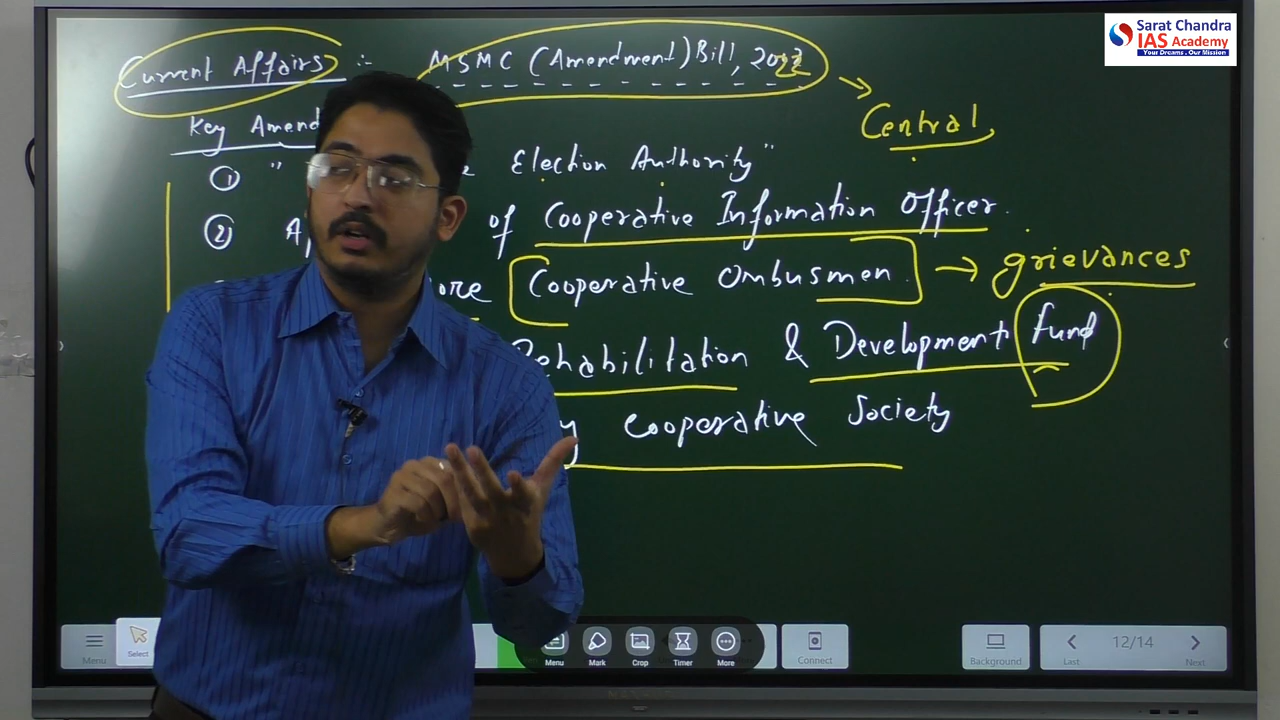 Sarat Chandra
IAS Academy
Your Dreams. Our Mission
Current Affairs :- MSMC (Amendment) Bill, 2022
Central
Key Amend
① " Election Authority"
② of Cooperative Information Officer.
ore Cooperative Ombusmen → grievances
Rehabilitation & Development fund
y cooperative Society
Menu
Select
Menu
Mark
Crop
Timer
More
Connect
Background
Last
12/14
Next